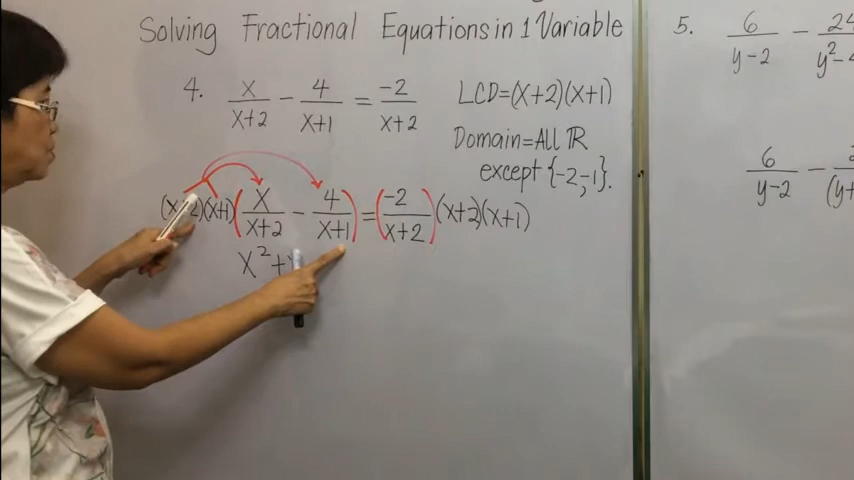 Solving Fractional Equations in 1 Variable
4. x/(x+2) - 4/(x+1) = -2/(x+2)
LCD=(x+2)(x+1)
Domain=All ℝ
except {-2,-1}.
(x+2)(x+1)(x/(x+2) - 4/(x+1)) = (-2/(x+2))(x+2)(x+1)
x²+
5. 6/(y-2) - 24
y²-
6/(y-2) -
(y+